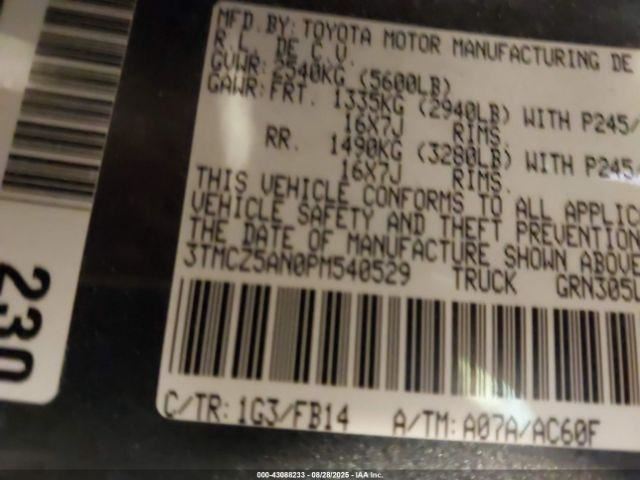 MFD.BY:TOYOTA MOTOR MANUFACTURING DE
R.L. DE C.V.
GVWR:2540KG (5600LB)
GAWR:FRT. 1335KG (2940LB) WITH P245/
16X7J RIMS.
RR. 1490KG (3280LB) WITH P245/
16X7J RIMS.
THIS VEHICLE CONFORMS TO ALL APPLIC
VEHICLE SAFETY AND THEFT PREVENTION
THE DATE OF MANUFACTURE SHOWN ABOVE
3TMCZ5AN0PM540529 TRUCK GRN305L
C/TR:1G3/FB14 A/TM:A07A/AC60F
230
000-43088233 - 08/28/2025 - IAA Inc.